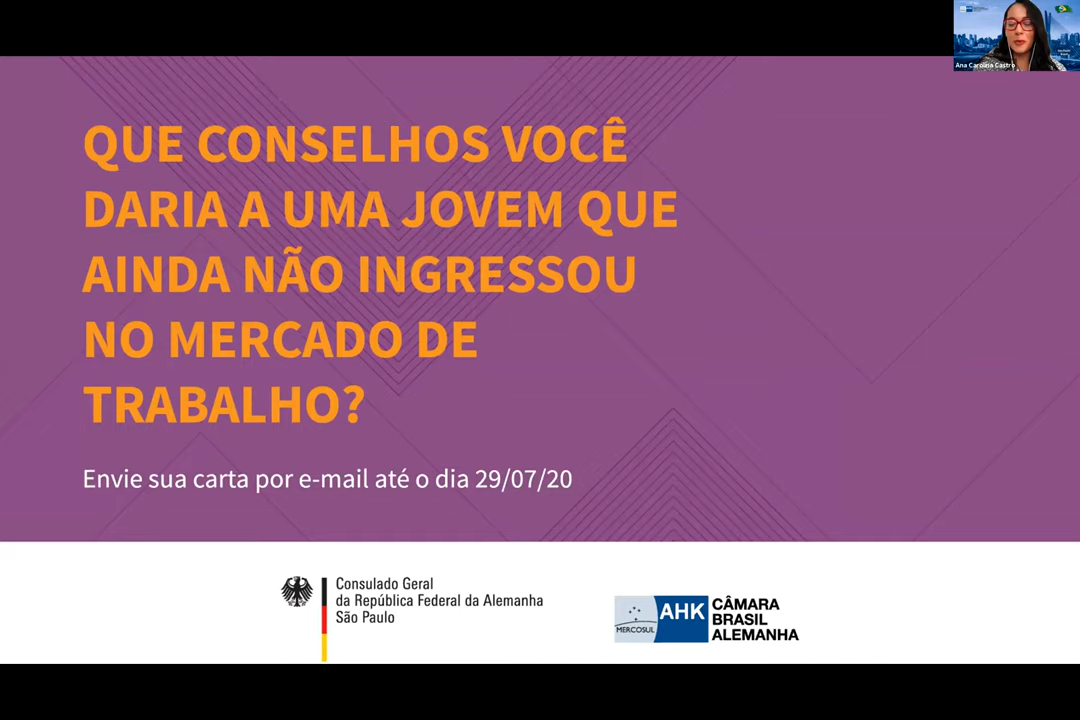 Ana Carolina Castro
QUE CONSELHOS VOCÊ
DARIA A UMA JOVEM QUE
AINDA NÃO INGRESSOU
NO MERCADO DE
TRABALHO?
Envie sua carta por e-mail até o dia 29/07/20
Consulado Geral
da República Federal da Alemanha
São Paulo
MERCOSUL
AHK
CÂMARA
BRASIL
ALEMANHA